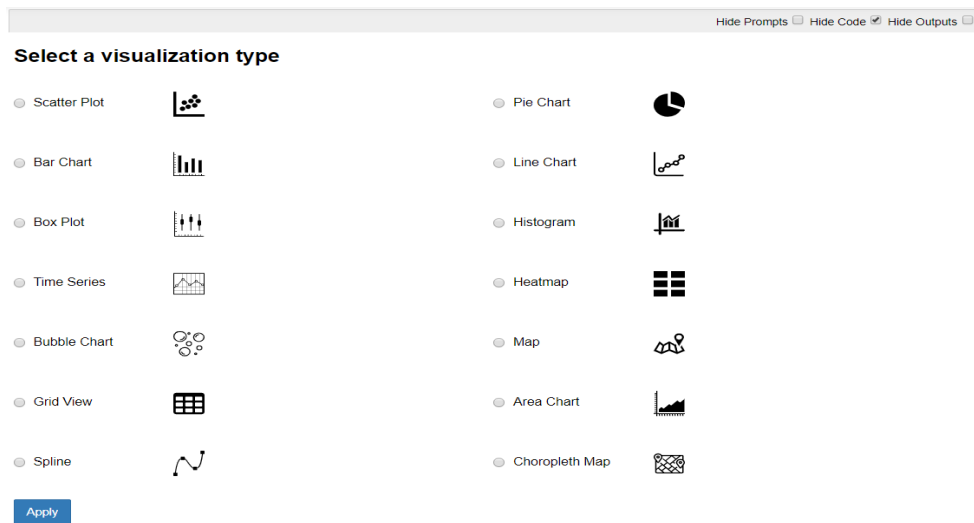 Hide Prompts Hide Code Hide Outputs
Select a visualization type
Scatter Plot Pie Chart
Bar Chart Line Chart
Box Plot Histogram
Time Series Heatmap
Bubble Chart Map
Grid View Area Chart
Spline Choropleth Map
Apply